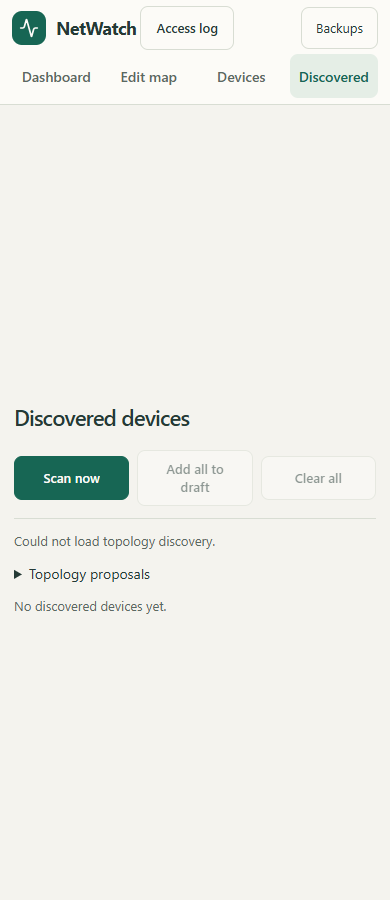 NetWatch
Access log
Backups
Dashboard
Edit map
Devices
Discovered
Discovered devices
Scan now
Add all to
draft
Clear all
Could not load topology discovery.
Topology proposals
No discovered devices yet.